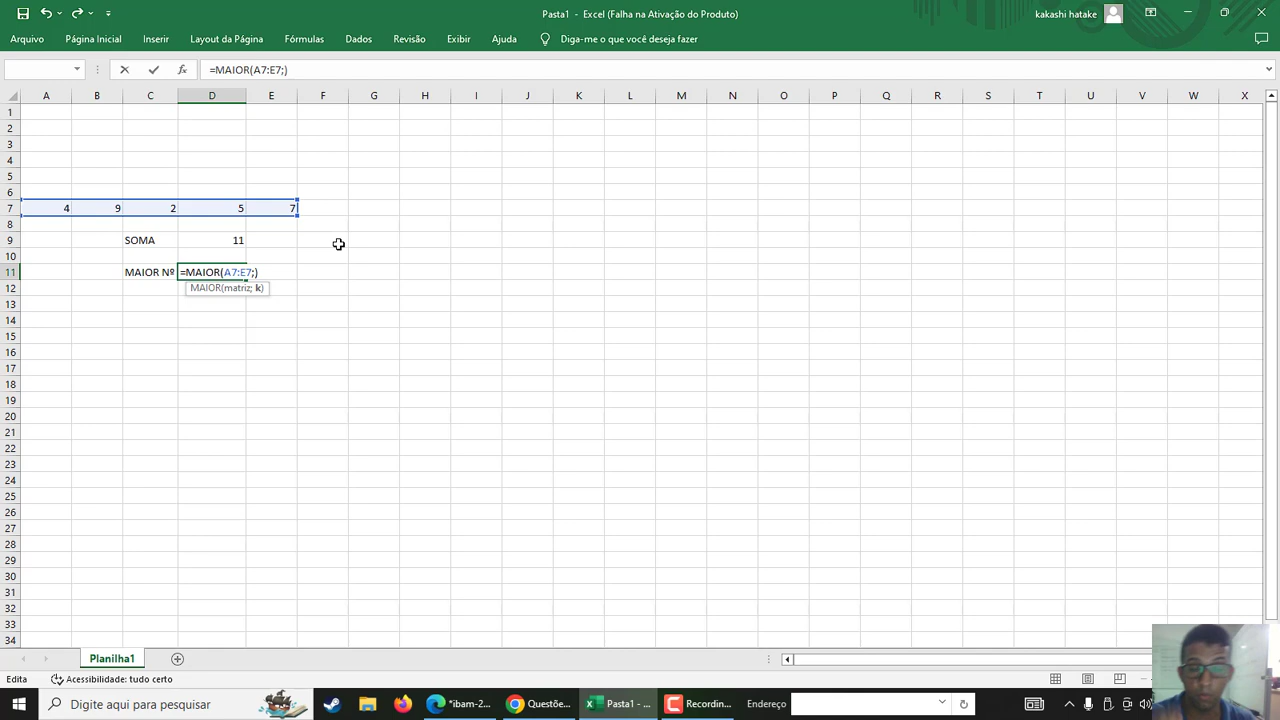 Pasta1 - Excel (Falha na Ativação do Produto)
kakashi hatake
Arquivo Página Inicial Inserir Layout da Página Fórmulas Dados Revisão Exibir Ajuda Diga-me o que você deseja fazer
fx =MAIOR(A7:E7;)
A B C D E F G H I J K L M N O P Q R S T U V W X
1
2
3
4
5
6
7 4 9 2 5 7
8
9 SOMA 11
10
11 MAIOR Nº =MAIOR(A7:E7;)
12 MAIOR(matriz; k)
13
14
15
16
17
18
19
20
21
22
23
24
25
26
27
28
29
30
31
32
33
34
Planilha1
Edita Acessibilidade: tudo certo
Digite aqui para pesquisar *ibam-2... Questõe... Pasta1 - ... Recordin... Endereço